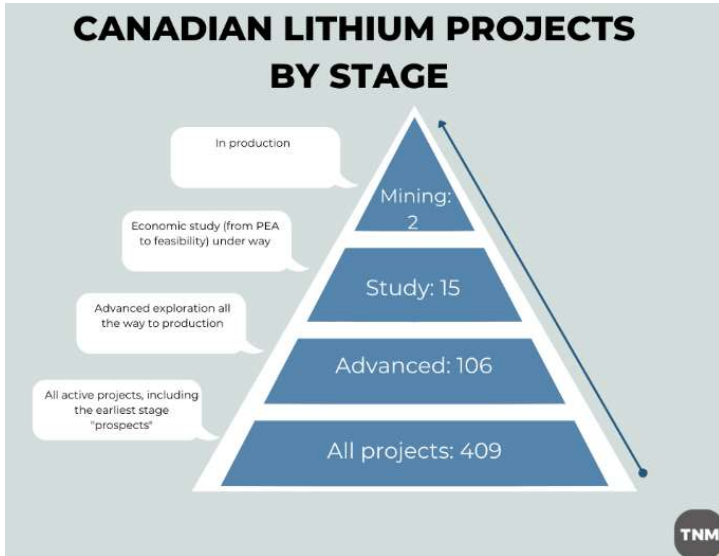 CANADIAN LITHIUM PROJECTS
BY STAGE
In production
Mining:
2
Economic study (from PEA
to feasibility) under way
Study: 15
Advanced exploration all
the way to production
Advanced: 106
All active projects, including
the earliest stage
"prospects"
All projects: 409
TNM